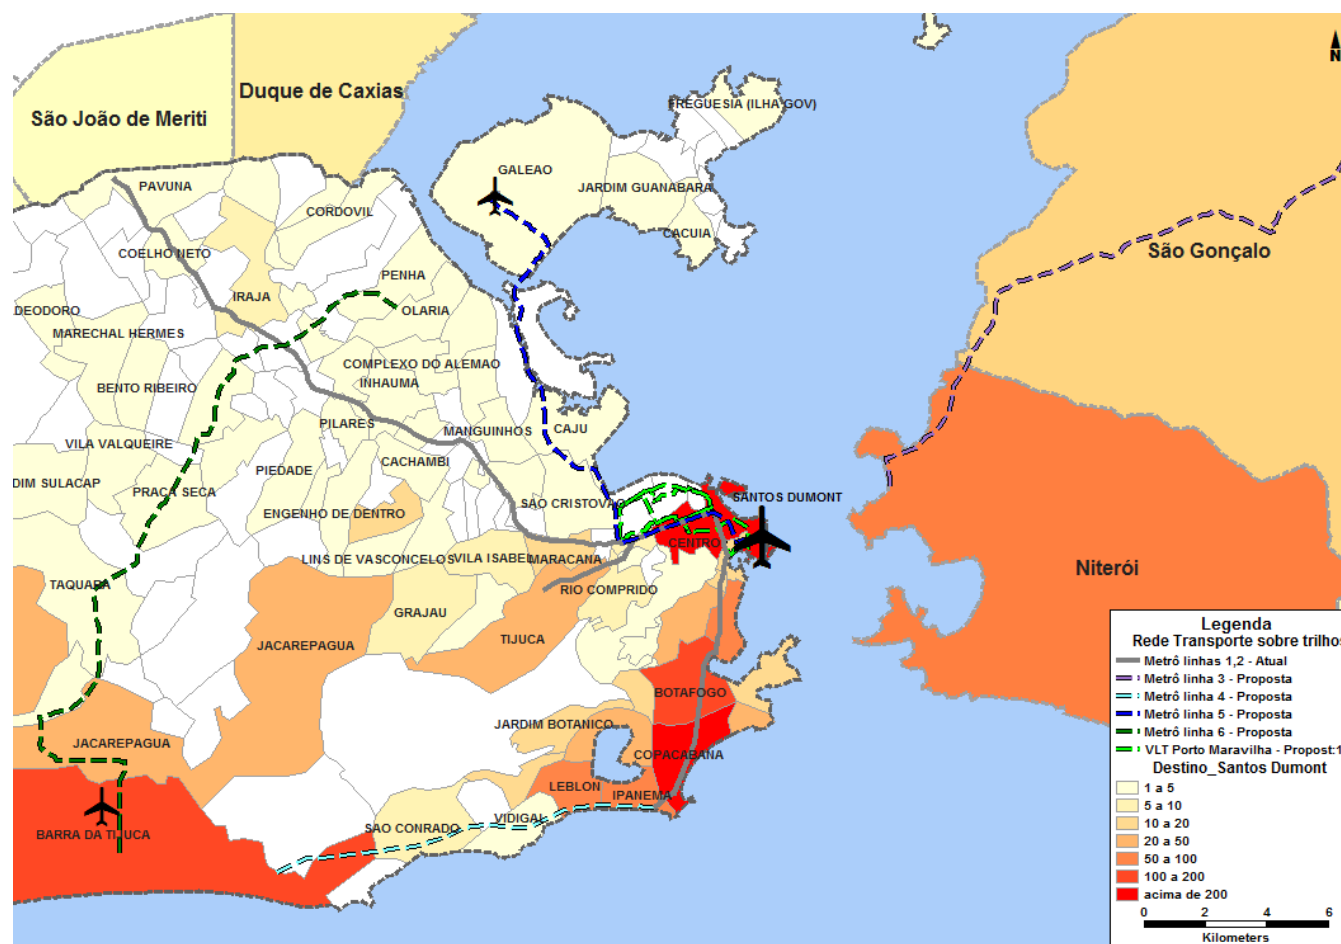 Duque de Caxias
São João de Meriti
FREGUESIA (ILHA GOV)
N
GALEAO
PAVUNA
JARDIM GUANABARA
CORDOVIL
CACUIA
COELHO NETO
São Gonçalo
PENHA
IRAJA
DEODORO
OLARIA
MARECHAL HERMES
COMPLEXO DO ALEMAO
BENTO RIBEIRO
INHAUMA
PILARES
MANGUINHOS
CAJU
VILA VALQUEIRE
CACHAMBI
PIEDADE
DIM SULACAP
PRAÇA SECA
SAO CRISTOVAO
SANTOS DUMONT
ENGENHO DE DENTRO
CENTRO
LINS DE VASCONCELOS
VILA ISABEL
MARACANA
Niterói
TAQUARA
RIO COMPRIDO
GRAJAU
TIJUCA
JACAREPAGUA
BOTAFOGO
JARDIM BOTANICO
JACAREPAGUA
COPACABANA
LEBLON
IPANEMA
VIDIGAL
SAO CONRADO
BARRA DA TIJUCA
Legenda
Rede Transporte sobre trilhos
Metrô linhas 1,2 - Atual
Metrô linha 3 - Proposta
Metrô linha 4 - Proposta
Metrô linha 5 - Proposta
Metrô linha 6 - Proposta
VLT Porto Maravilha - Propost:1
Destino_Santos Dumont
1 a 5
5 a 10
10 a 20
20 a 50
50 a 100
100 a 200
acima de 200
0 2 4 6
Kilometers